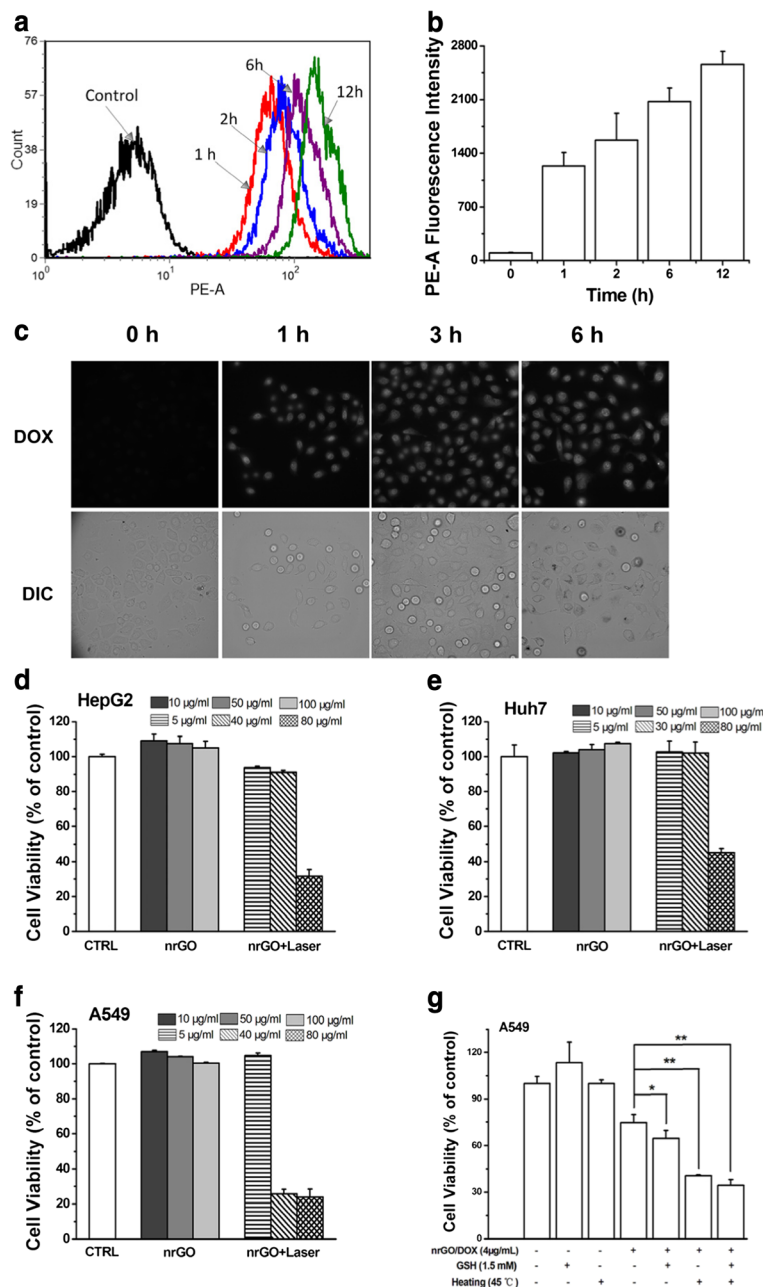 a
76
57
38
19
0
Count
Control
1 h
2h
6h
12h
10⁰
10¹
10²
PE-A
b
PE-A Fluorescence Intensity
2800
2100
1400
700
0
0 1 2 6 12
Time (h)
c
0 h 1 h 3 h 6 h
DOX
DIC
d
HepG2
10 µg/ml 50 µg/ml 100 µg/ml
5 µg/ml 40 µg/ml 80 µg/ml
Cell Viability (% of control)
120
100
80
60
40
20
0
CTRL nrGO nrGO+Laser
e
Huh7
10 µg/ml 50 µg/ml 100 µg/ml
5 µg/ml 30 µg/ml 80 µg/ml
Cell Viability (% of control)
120
100
80
60
40
20
0
CTRL nrGO nrGO+Laser
f
A549
10 µg/ml 50 µg/ml 100 µg/ml
5 µg/ml 40 µg/ml 80 µg/ml
Cell Viability (% of control)
120
100
80
60
40
20
0
CTRL nrGO nrGO+Laser
g
A549
Cell Viability (% of control)
120
90
60
30
0
**
**
*
nrGO/DOX (4µg/mL) - - - + + + +
GSH (1.5 mM) - + - - + - +
Heating (45 ℃) - - + - - + +